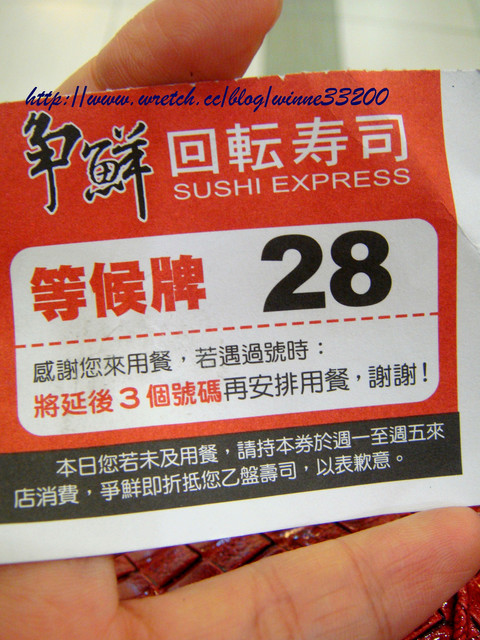 http://www.wretch.cc/blog/winne33200
争鮮 回転寿司
SUSHI EXPRESS
等候牌 28
感謝您來用餐，若遇過號時：
將延後3個號碼再安排用餐，謝謝！
本日您若未及用餐，請持本券於週一至週五來
店消費，爭鮮即折抵您乙盤壽司，以表歉意。